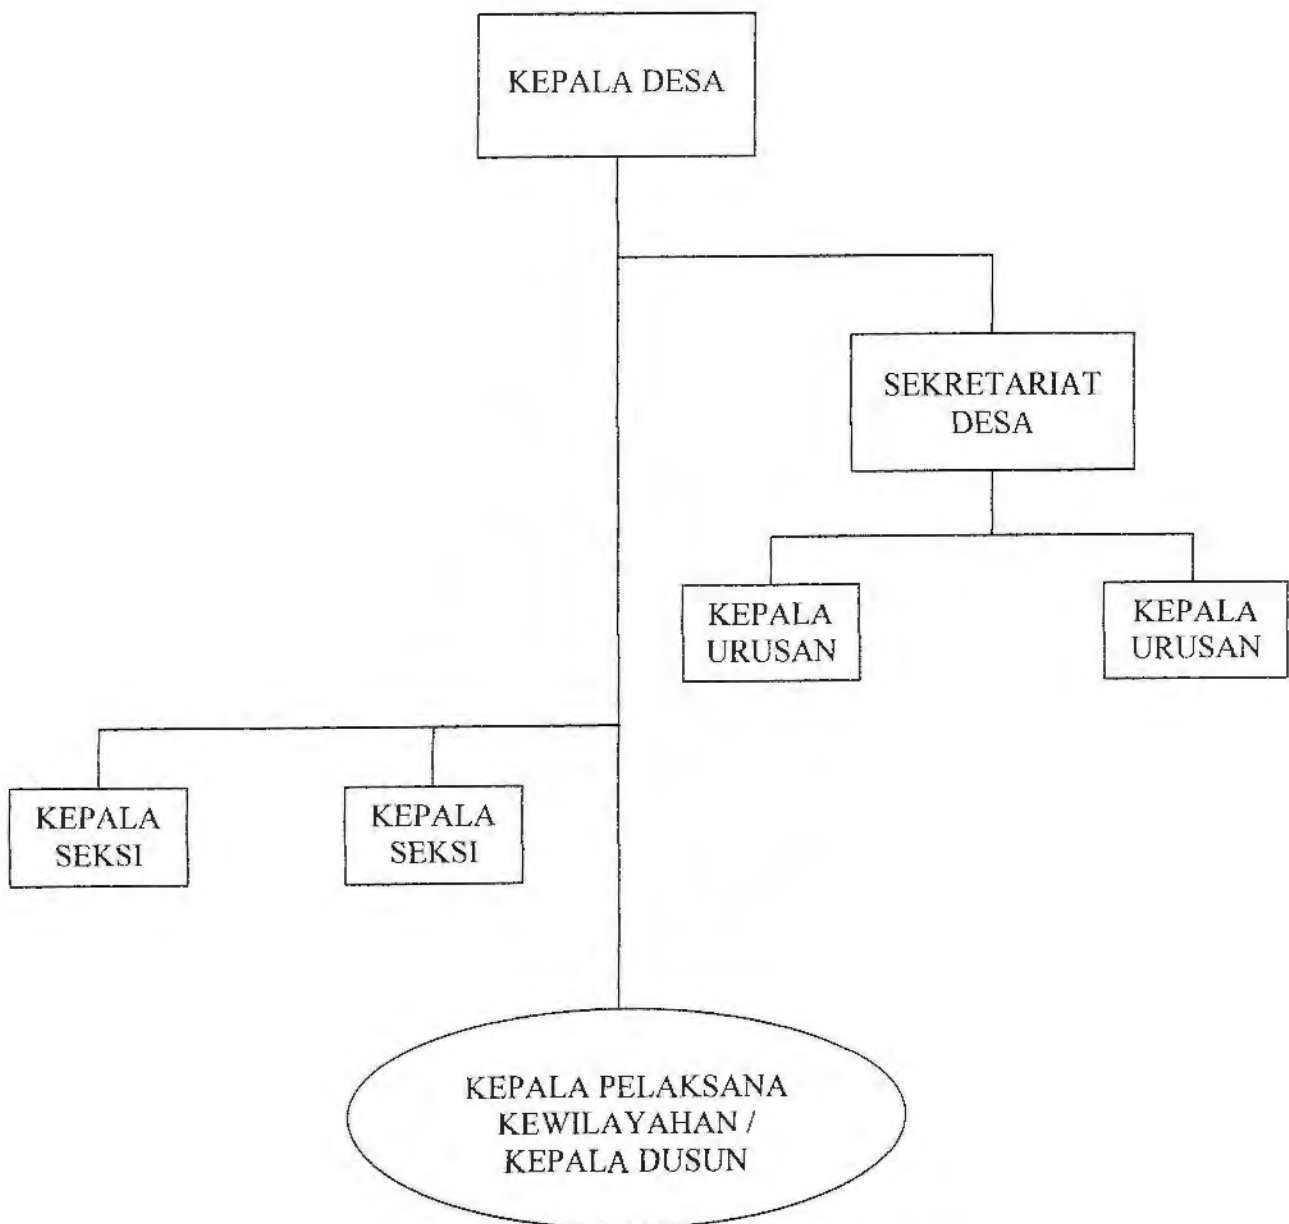 KEPALA DESA
SEKRETARIAT
DESA
KEPALA
URUSAN
KEPALA
URUSAN
KEPALA
SEKSI
KEPALA
SEKSI
KEPALA PELAKSANA
KEWILAYAHAN /
KEPALA DUSUN